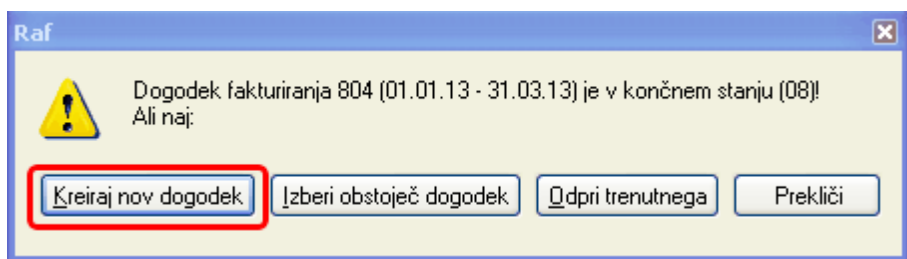 Raf
Dogodek fakturiranja 804 (01.01.13 - 31.03.13) je v končnem stanju (08)!
Ali naj:
Kreiraj nov dogodek Izberi obstoječ dogodek Odpri trenutnega Prekliči